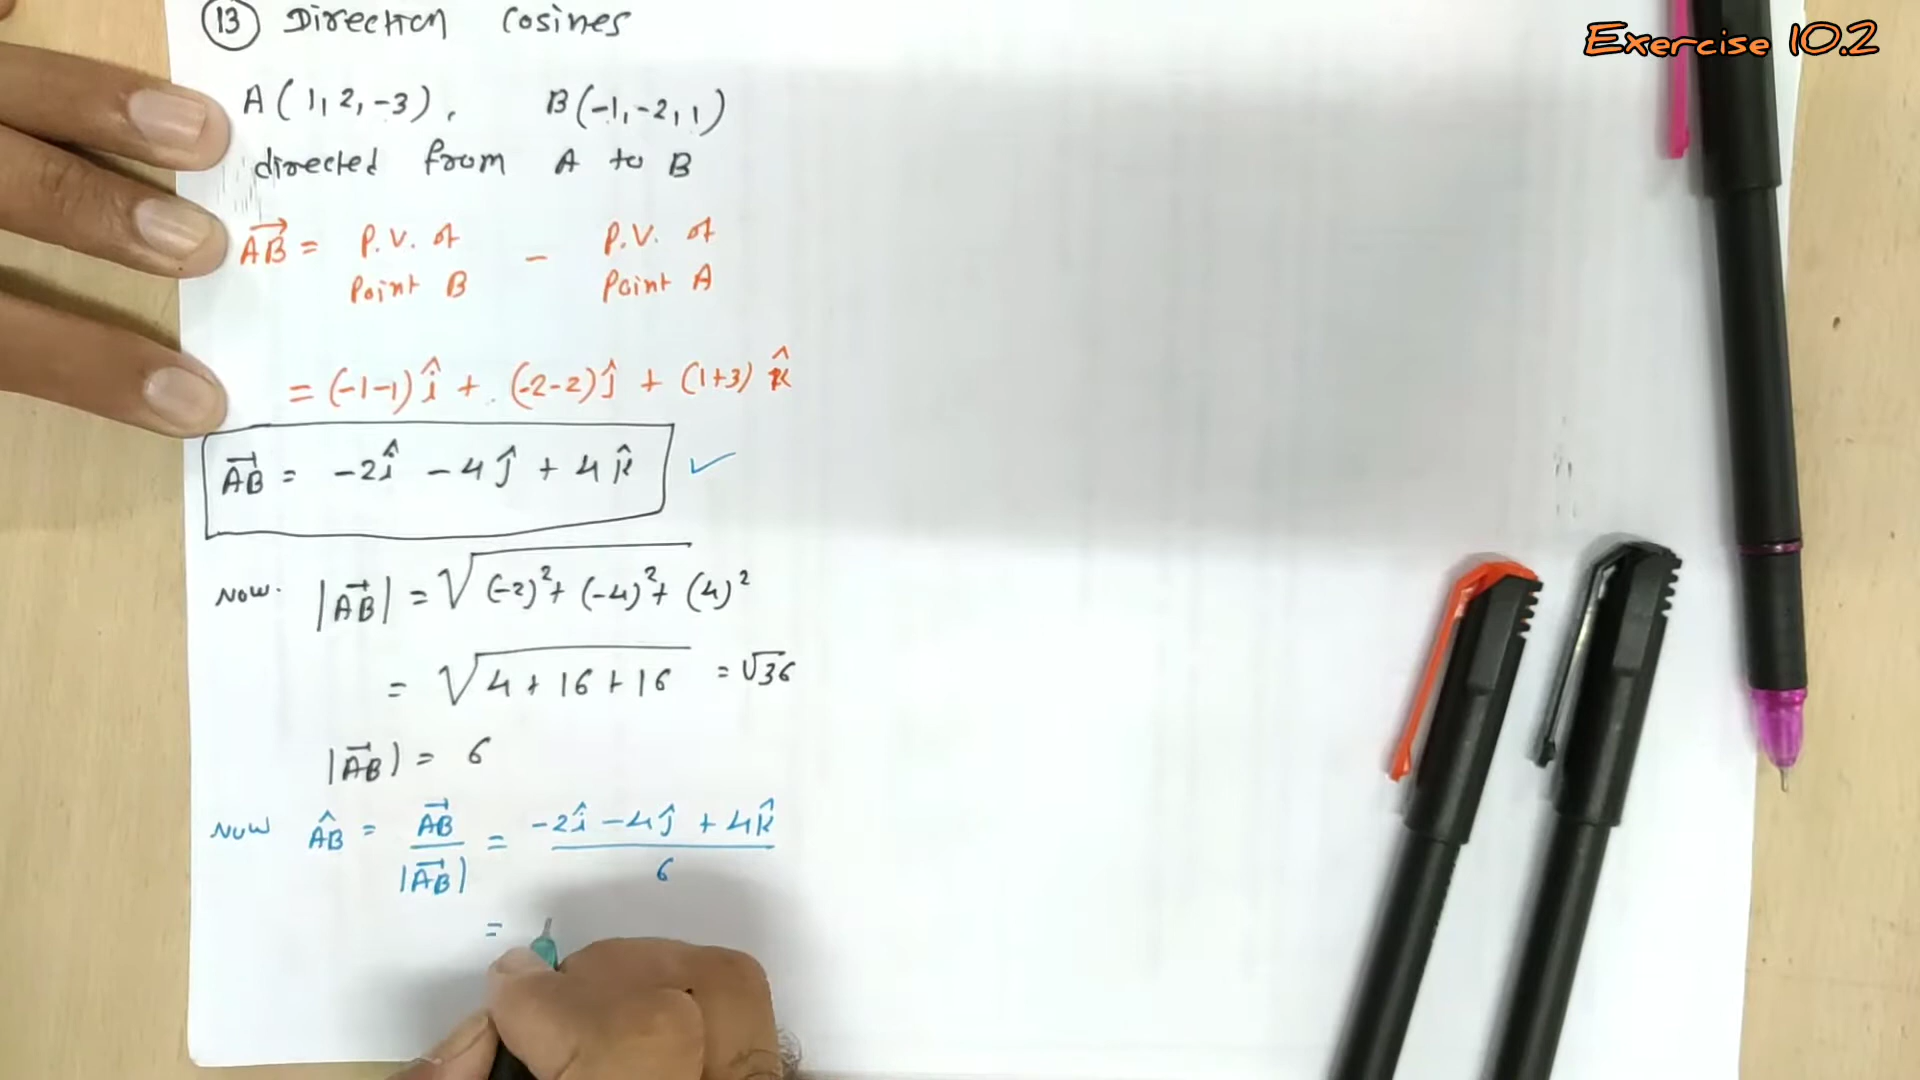 Exercise 10.2
13 Direction cosines
A(1, 2, -3), B(-1, -2, 1)
directed from A to B
AB⃗ = P.V. of Point B - P.V. of Point A
= (-1-1)î + (-2-2)ĵ + (1+3)k̂
AB⃗ = -2î - 4ĵ + 4k̂ ✓
Now. |AB⃗| = √((-2)² + (-4)² + (4)²)
= √(4 + 16 + 16) = √36
|AB⃗| = 6
Now ÂB = AB⃗/|AB⃗| = (-2î - 4ĵ + 4k̂)/6
=